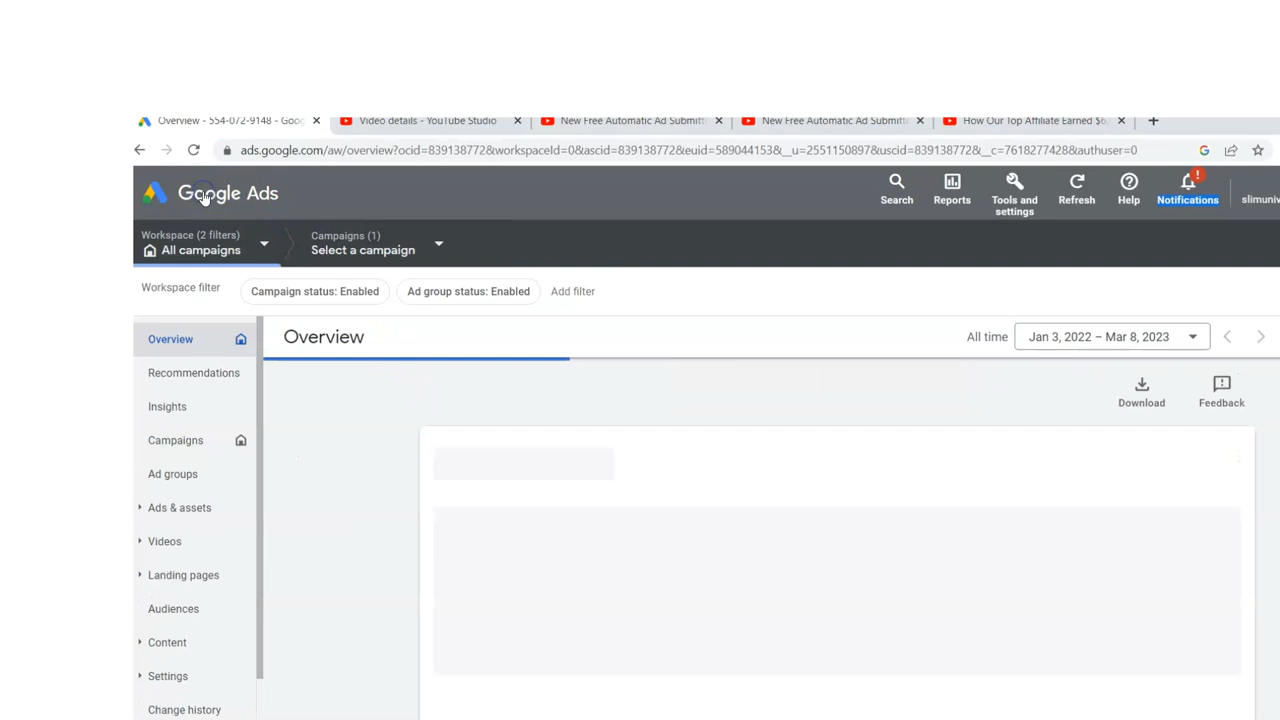 Overview - 554-072-9148 - Goog
Video details - YouTube Studio
New Free Automatic Ad Submitt
New Free Automatic Ad Submitt
How Our Top Affiliate Earned $6,
ads.google.com/aw/overview?ocid=839138772&workspaceId=0&ascid=839138772&euid=589044153&__u=2551150897&uscid=839138772&__c=7618277428&authuser=0
Google Ads
Search
Reports
Tools and
settings
Refresh
Help
!
Notifications
slimuniv
Workspace (2 filters)
All campaigns
Campaigns (1)
Select a campaign
Workspace filter
Campaign status: Enabled
Ad group status: Enabled
Add filter
Overview
Recommendations
Insights
Campaigns
Ad groups
Ads & assets
Videos
Landing pages
Audiences
Content
Settings
Change history
Overview
All time
Jan 3, 2022 – Mar 8, 2023
Download
Feedback